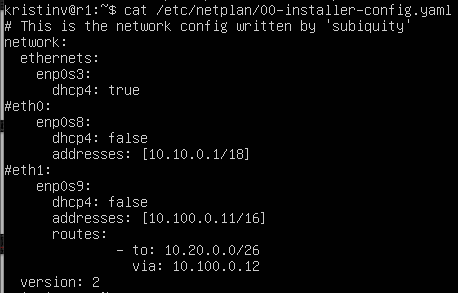 kristinv@r1:~$ cat /etc/netplan/00-installer-config.yaml
# This is the network config written by 'subiquity'
network:
  ethernets:
    enp0s3:
      dhcp4: true
#eth0:
    enp0s8:
      dhcp4: false
      addresses: [10.10.0.1/18]
#eth1:
    enp0s9:
      dhcp4: false
      addresses: [10.100.0.11/16]
      routes:
              - to: 10.20.0.0/26
                via: 10.100.0.12
  version: 2